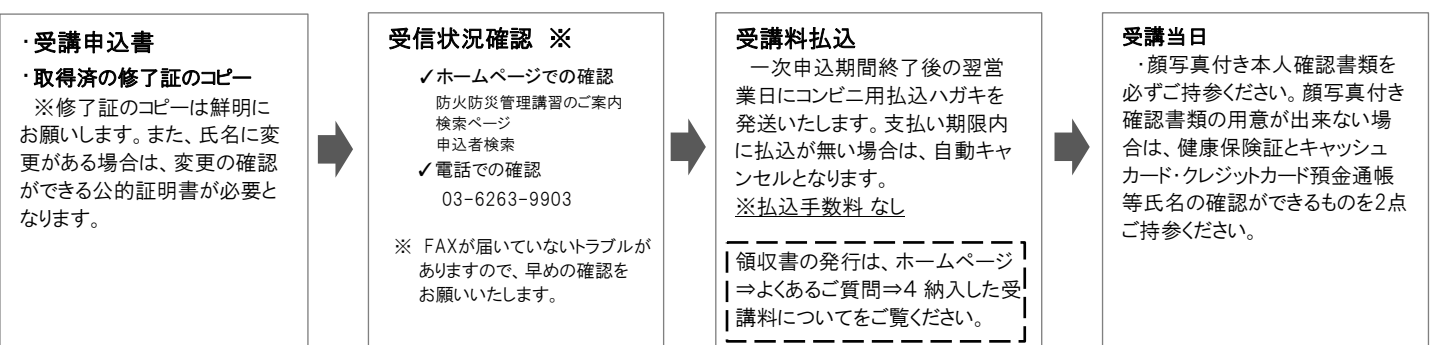 ・受講申込書
・取得済の修了証のコピー
※修了証のコピーは鮮明に
お願いします。また、氏名に変
更がある場合は、変更の確認
ができる公的証明書が必要と
なります。
受信状況確認 ※
✓ホームページでの確認
防火防災管理講習のご案内
検索ページ
申込者検索
✓電話での確認
03-6263-9903
※ FAXが届いていないトラブルが
ありますので、早めの確認を
お願いいたします。
受講料払込
一次申込期間終了後の翌営
業日にコンビニ用払込ハガキを
発送いたします。支払い期限内
に払込が無い場合は、自動キャ
ンセルとなります。
※払込手数料 なし
領収書の発行は、ホームページ
⇒よくあるご質問⇒4 納入した受
講料についてをご覧ください。
受講当日
・顔写真付き本人確認書類を
必ずご持参ください。顔写真付き
確認書類の用意が出来ない場
合は、健康保険証とキャッシュ
カード・クレジットカード預金通帳
等氏名の確認ができるものを2点
ご持参ください。